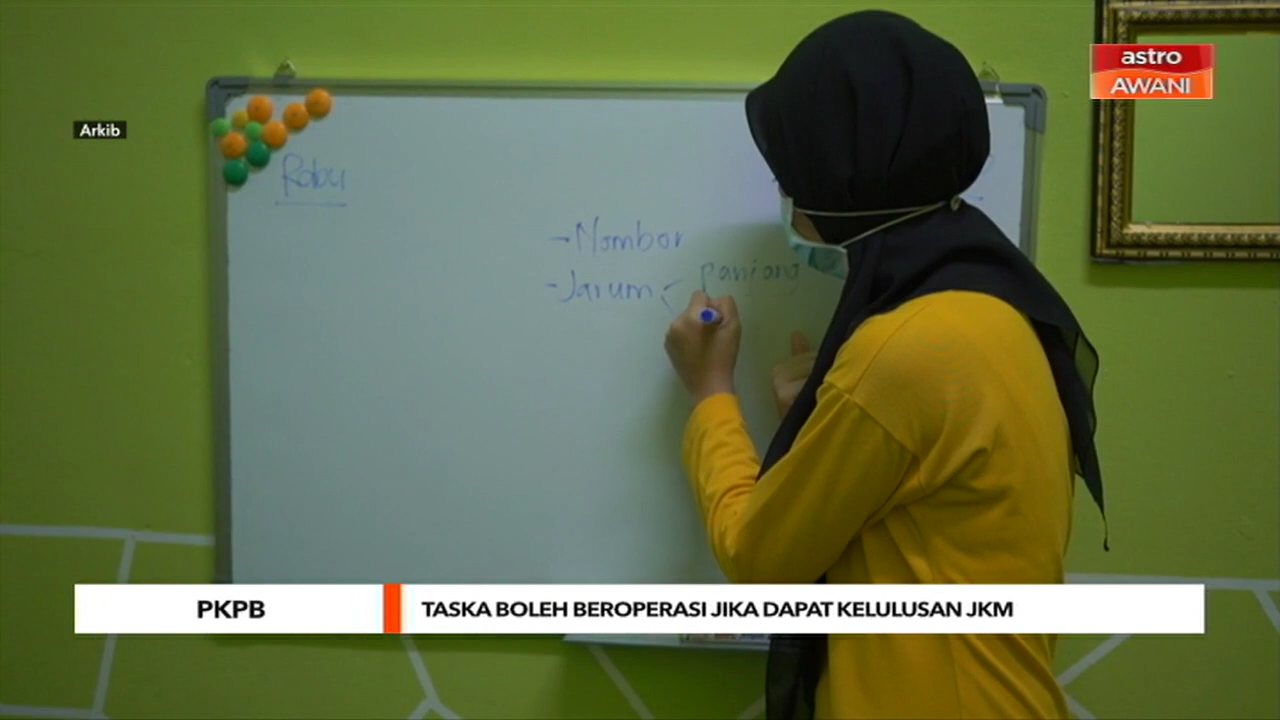 astro
AWANI
Arkib
Rabu
- Nombor
- Jarum < Panjang
PKPB
TASKA BOLEH BEROPERASI JIKA DAPAT KELULUSAN JKM